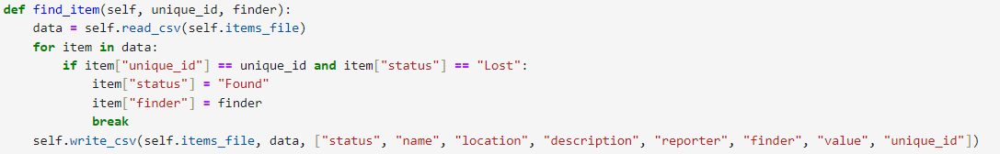 def find_item(self, unique_id, finder):
    data = self.read_csv(self.items_file)
    for item in data:
        if item["unique_id"] == unique_id and item["status"] == "Lost":
            item["status"] = "Found"
            item["finder"] = finder
            break
    self.write_csv(self.items_file, data, ["status", "name", "location", "description", "reporter", "finder", "value", "unique_id"])